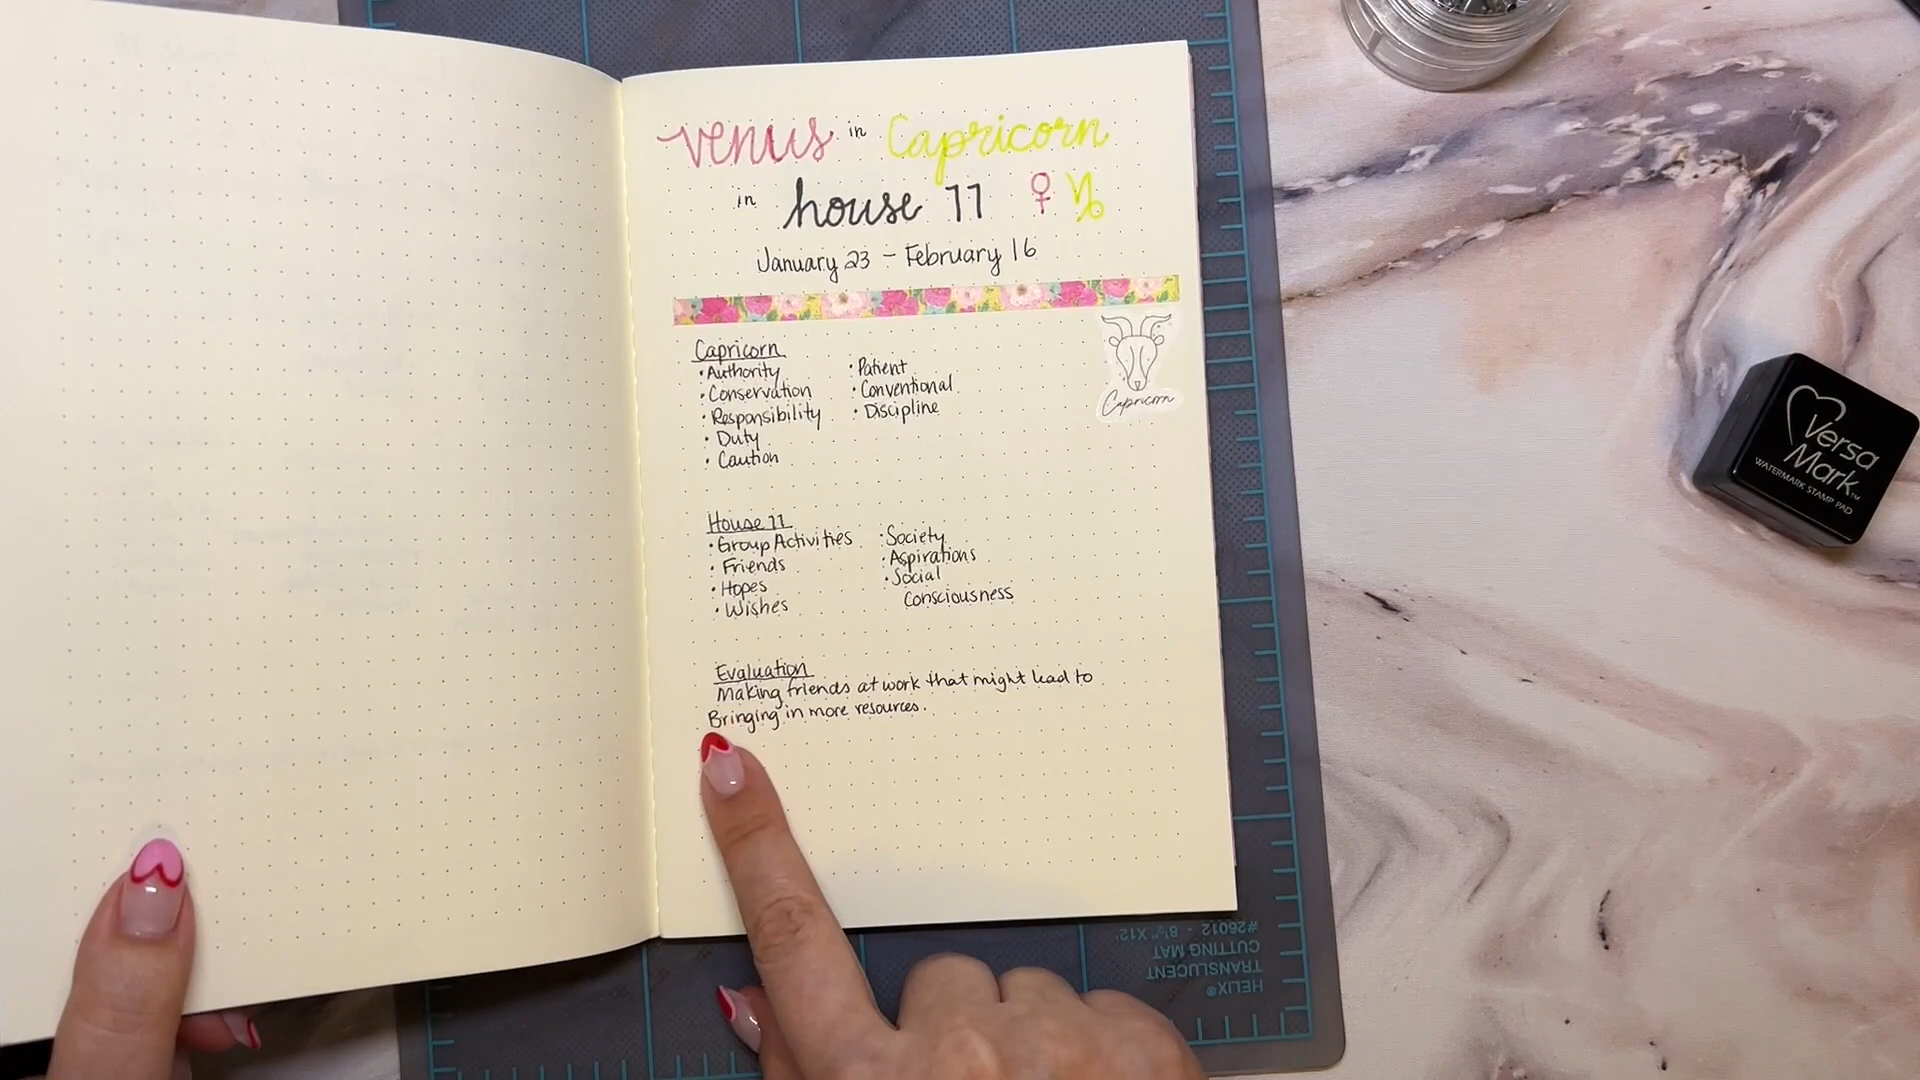 Venus in Capricorn
in house 11 ♀ ♑
January 23 - February 16
Capricorn
• Authority
• Conservation
• Responsibility
• Duty
• Caution
• Patient
• Conventional
• Discipline
Capricorn
House 11
• Group Activities
• Friends
• Hopes
• Wishes
• Society
• Aspirations
• Social
Consciousness
Evaluation
Making friends at work that might lead to
Bringing in more resources.
Versa
Mark™
WATERMARK STAMP PAD
HELIX®
TRANSLUCENT
CUTTING MAT
#26012 - 8½" X 12"